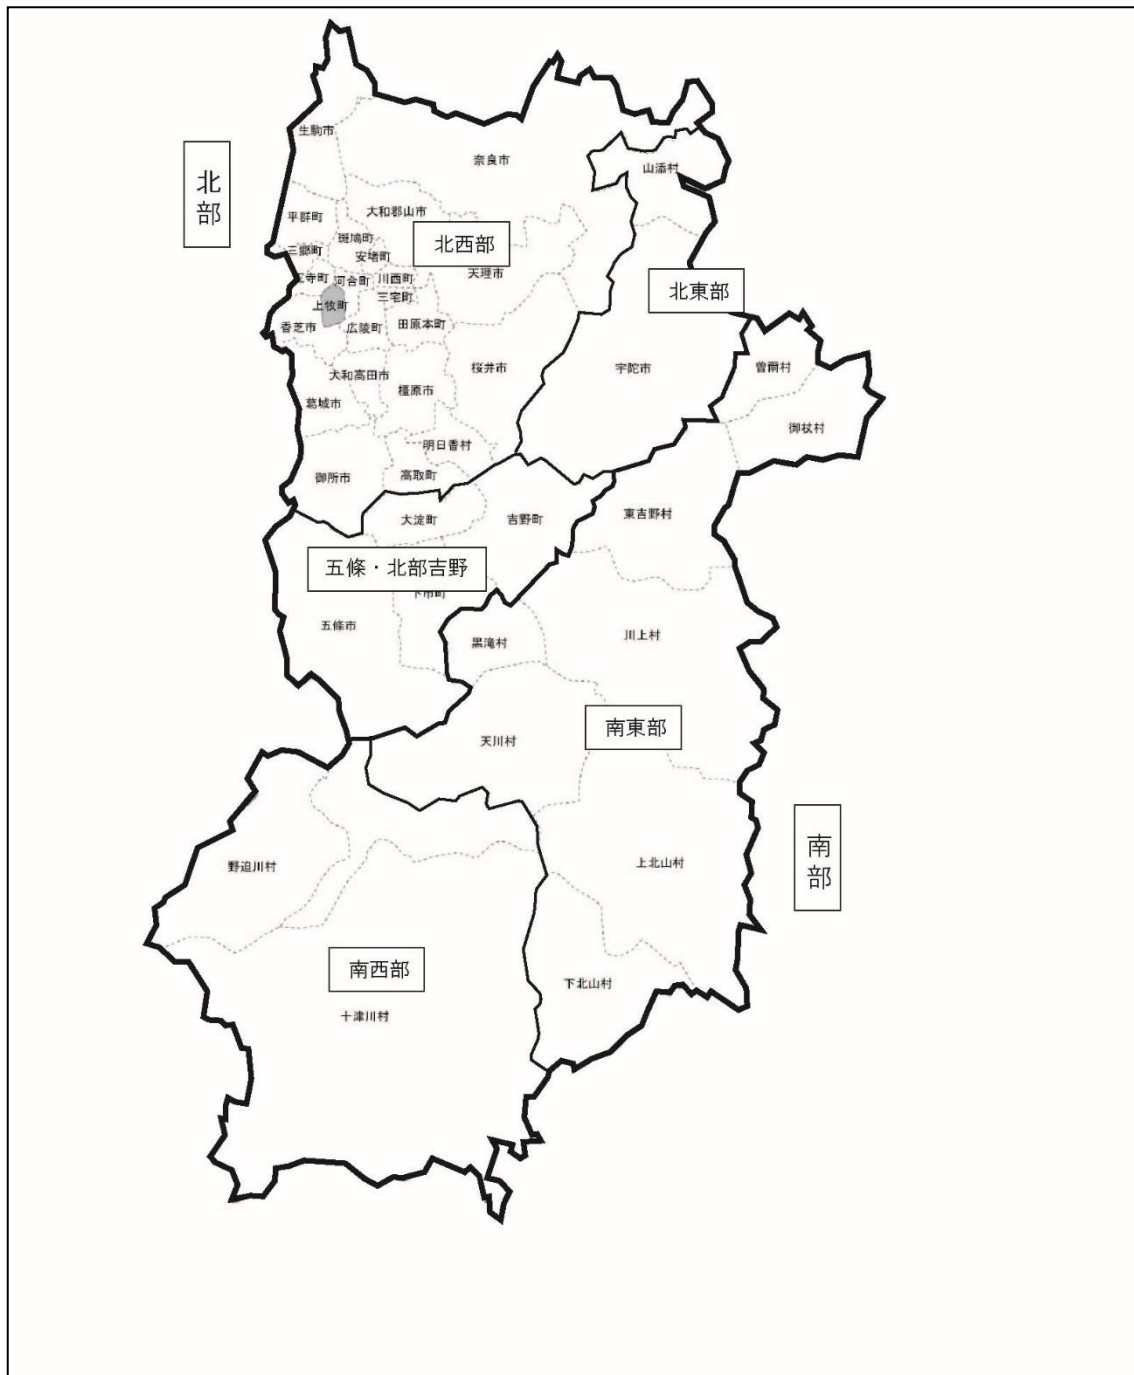 生駒市
奈良市
山添村
北部
平群町
大和郡山市
斑鳩町
北西部
三郷町
安堵町
天理市
王寺町
河合町
川西町
北東部
三宅町
上牧町
香芝市
広陵町
田原本町
桜井市
宇陀市
曽爾村
大和高田市
橿原市
葛城市
御杖村
明日香村
御所市
高取町
大淀町
吉野町
東吉野村
五條・北部吉野
下市町
五條市
黒滝村
川上村
南東部
天川村
南部
野迫川村
上北山村
南西部
下北山村
十津川村